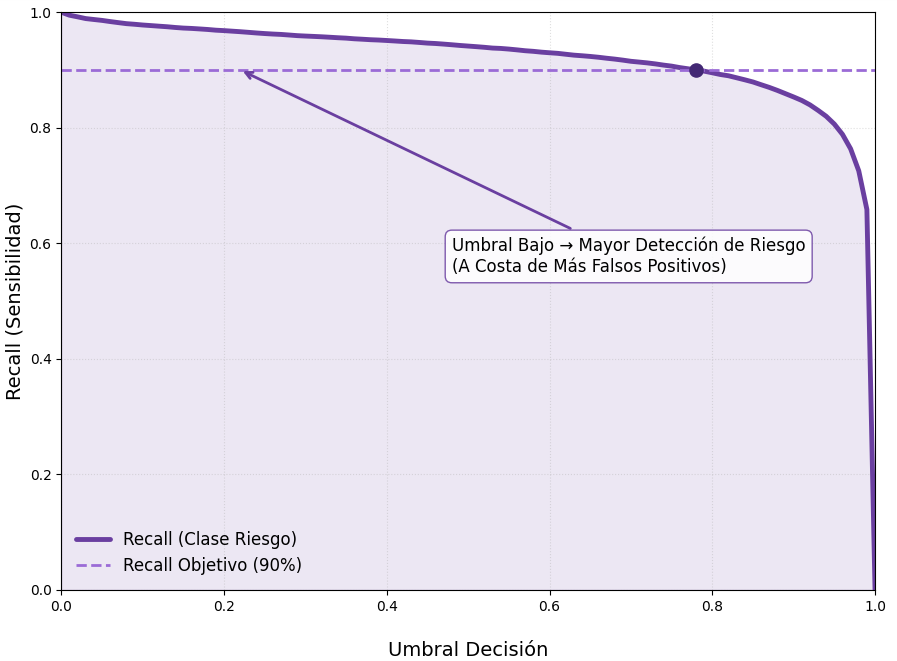 1.0
0.8
0.6
0.4
0.2
0.0
Recall (Sensibilidad)
Umbral Bajo → Mayor Detección de Riesgo
(A Costa de Más Falsos Positivos)
Recall (Clase Riesgo)
Recall Objetivo (90%)
0.0 0.2 0.4 0.6 0.8 1.0
Umbral Decisión